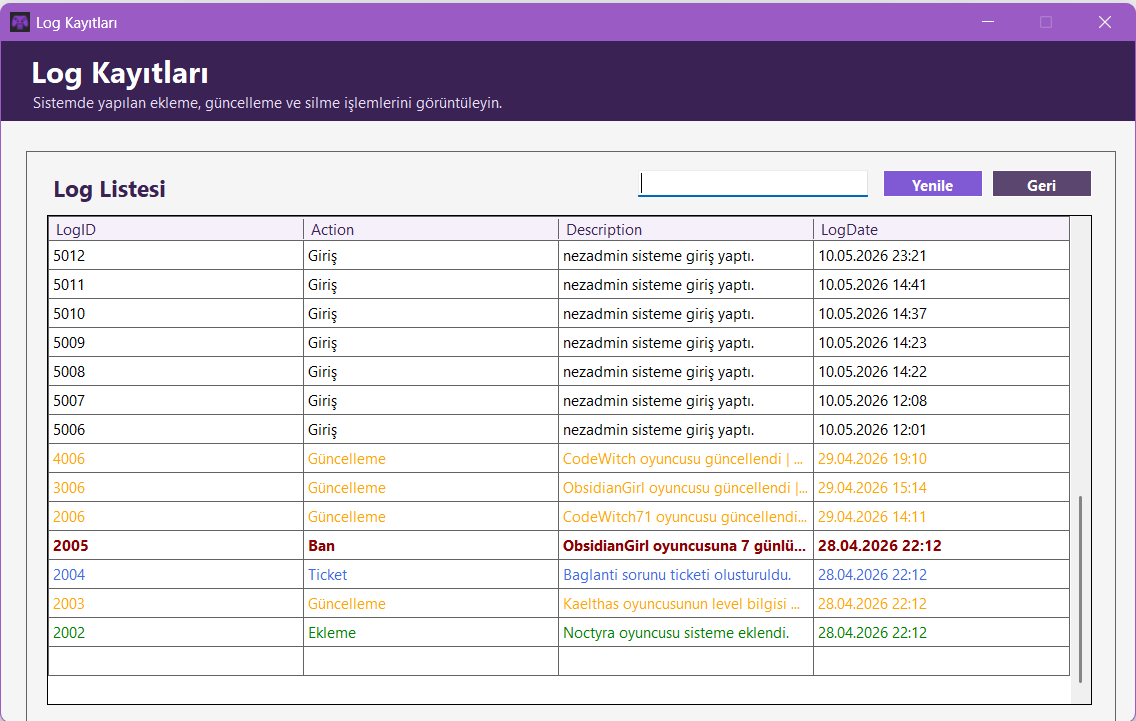 Log Kayıtları
Log Kayıtları
Sistemde yapılan ekleme, güncelleme ve silme işlemlerini görüntüleyin.
Log Listesi
Yenile
Geri
LogID Action Description LogDate
5012 Giriş nezadmin sisteme giriş yaptı. 10.05.2026 23:21
5011 Giriş nezadmin sisteme giriş yaptı. 10.05.2026 14:41
5010 Giriş nezadmin sisteme giriş yaptı. 10.05.2026 14:37
5009 Giriş nezadmin sisteme giriş yaptı. 10.05.2026 14:23
5008 Giriş nezadmin sisteme giriş yaptı. 10.05.2026 14:22
5007 Giriş nezadmin sisteme giriş yaptı. 10.05.2026 12:08
5006 Giriş nezadmin sisteme giriş yaptı. 10.05.2026 12:01
4006 Güncelleme CodeWitch oyuncusu güncellendi | ... 29.04.2026 19:10
3006 Güncelleme ObsidianGirl oyuncusu güncellendi |... 29.04.2026 15:14
2006 Güncelleme CodeWitch71 oyuncusu güncellendi... 29.04.2026 14:11
2005 Ban ObsidianGirl oyuncusuna 7 günlü... 28.04.2026 22:12
2004 Ticket Baglanti sorunu ticketi olusturuldu. 28.04.2026 22:12
2003 Güncelleme Kaelthas oyuncusunun level bilgisi ... 28.04.2026 22:12
2002 Ekleme Noctyra oyuncusu sisteme eklendi. 28.04.2026 22:12